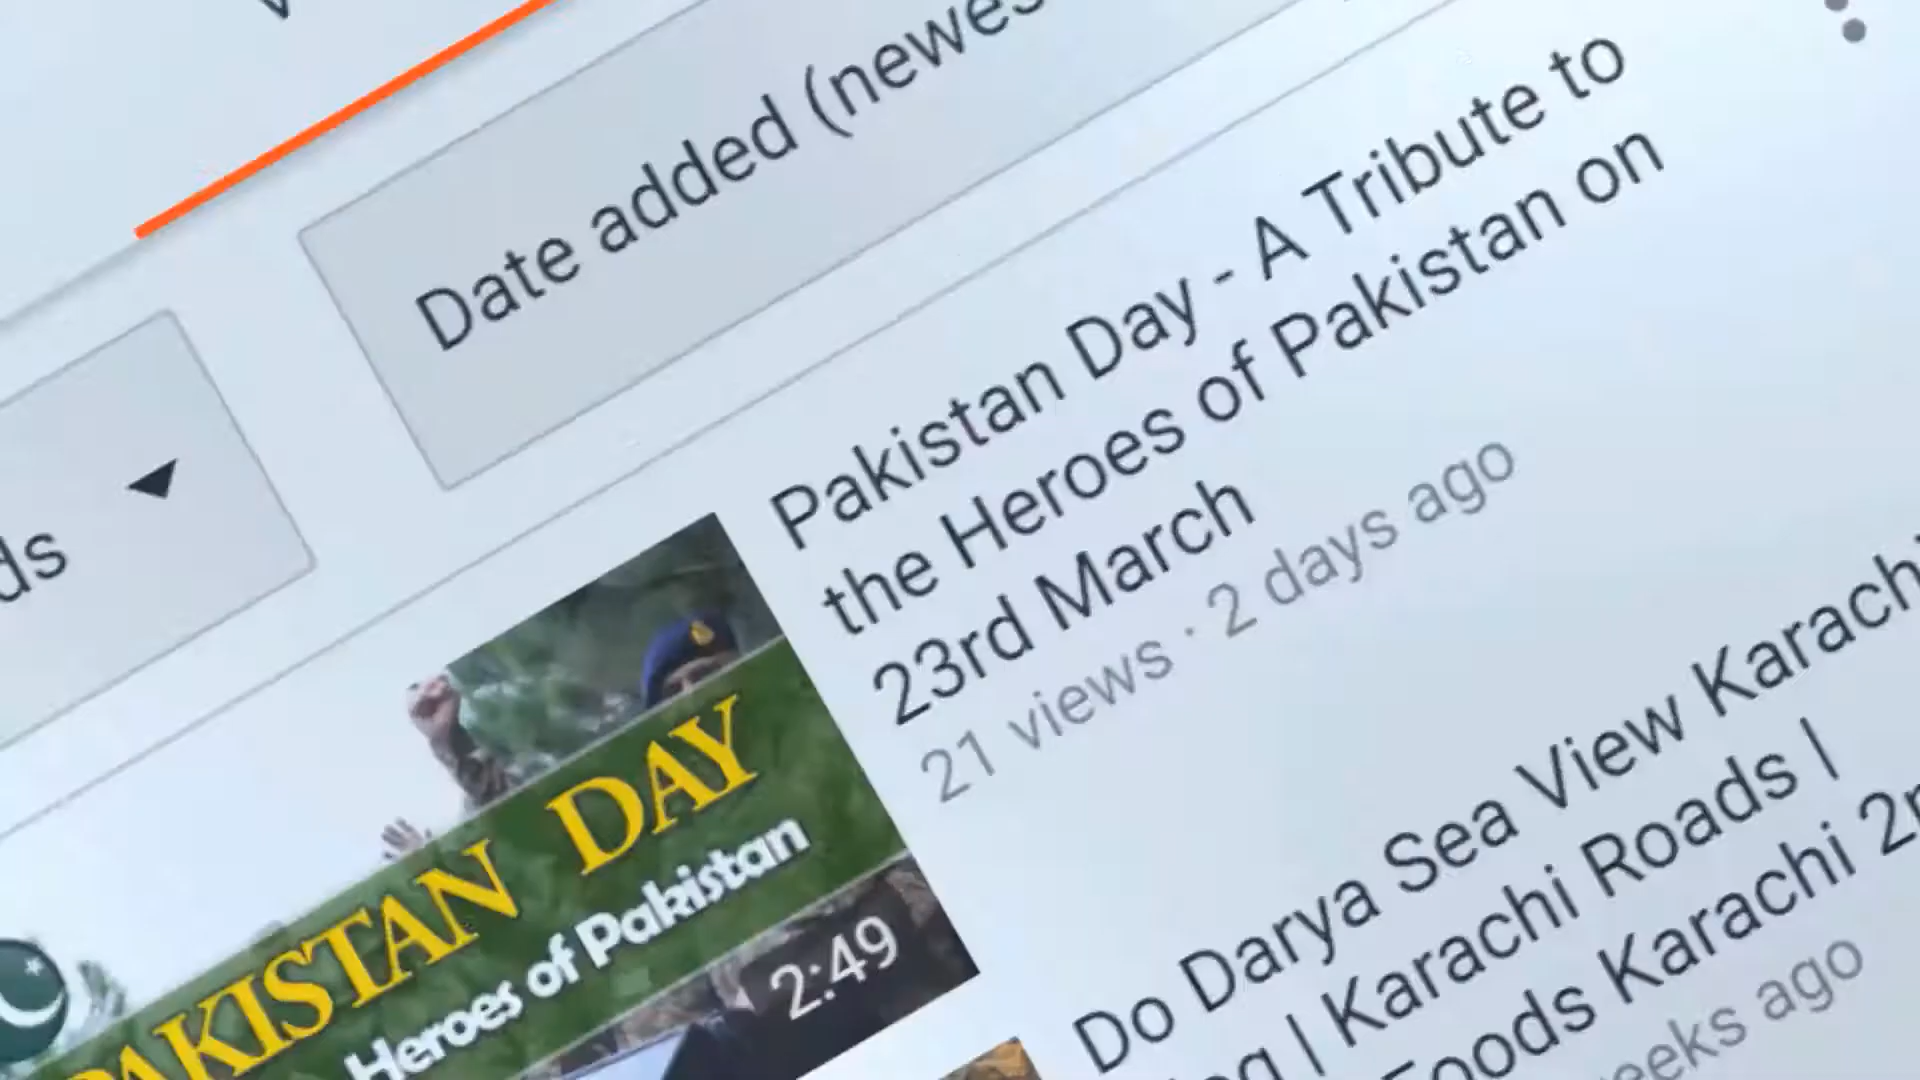 Date added (newes
ds
Pakistan Day - A Tribute to
the Heroes of Pakistan on
23rd March
21 views · 2 days ago
PAKISTAN DAY
Heroes of Pakistan
2:49
Do Darya Sea View Karachi
| Karachi Roads |
Foods Karachi 2
eeks ago